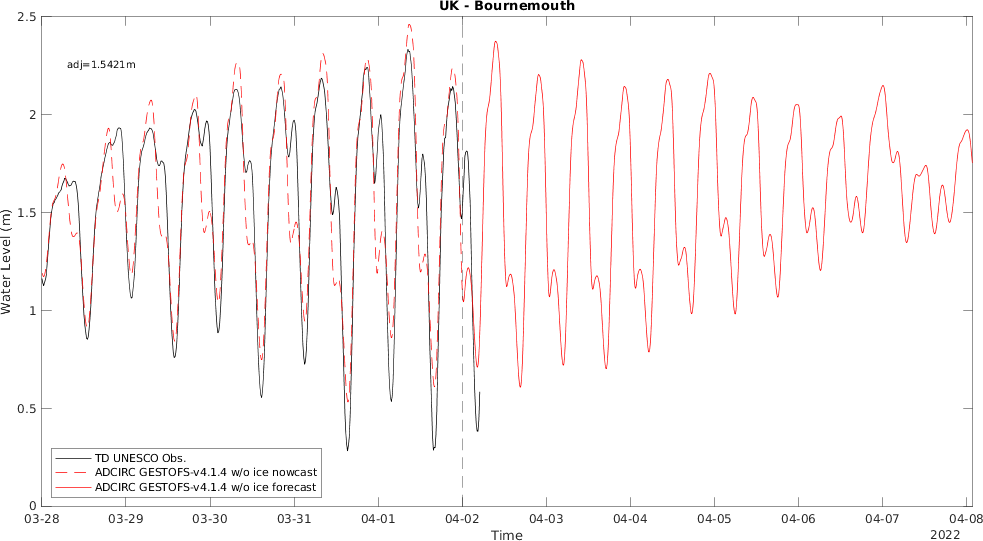 UK - Bournemouth
2.5
adj=1.5421m
2
1.5
Water Level (m)
1
0.5
0
TD UNESCO Obs.
ADCIRC GESTOFS-v4.1.4 w/o ice nowcast
ADCIRC GESTOFS-v4.1.4 w/o ice forecast
03-28 03-29 03-30 03-31 04-01 04-02 04-03 04-04 04-05 04-06 04-07 04-08
Time
2022